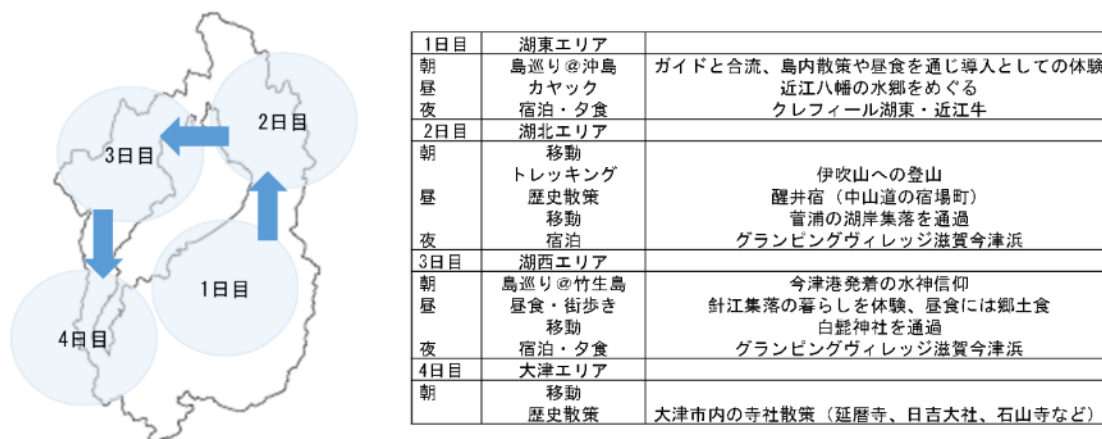 2日目
3日目
1日目
4日目
1日目 湖東エリア
朝 島巡り@沖島 ガイドと合流、島内散策や昼食を通じ導入としての体験
昼 カヤック 近江八幡の水郷をめぐる
夜 宿泊・夕食 クレフィール湖東・近江牛
2日目 湖北エリア
朝 移動
トレッキング 伊吹山への登山
昼 歴史散策 醒井宿（中山道の宿場町）
移動 菅浦の湖岸集落を通過
夜 宿泊 グランピングヴィレッジ滋賀今津浜
3日目 湖西エリア
朝 島巡り@竹生島 今津港発着の水神信仰
昼 昼食・街歩き 針江集落の暮らしを体験、昼食には郷土食
移動 白髭神社を通過
夜 宿泊・夕食 グランピングヴィレッジ滋賀今津浜
4日目 大津エリア
朝 移動
歴史散策 大津市内の寺社散策（延暦寺、日吉大社、石山寺など）